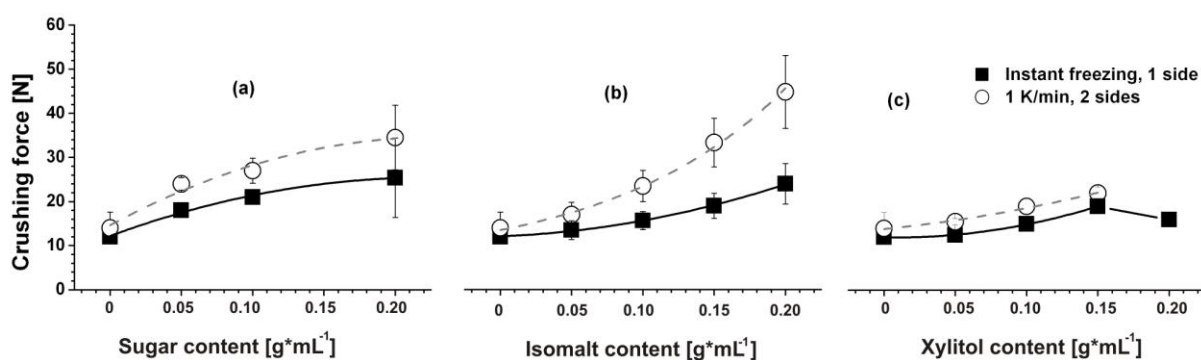 Crushing force [N]
60
50
40
30
20
10
0
(a)
0 0.05 0.10 0.15 0.20
Sugar content [g*mL-1]
(b)
0 0.05 0.10 0.15 0.20
Isomalt content [g*mL-1]
(c)
Instant freezing, 1 side
1 K/min, 2 sides
0 0.05 0.10 0.15 0.20
Xylitol content [g*mL-1]